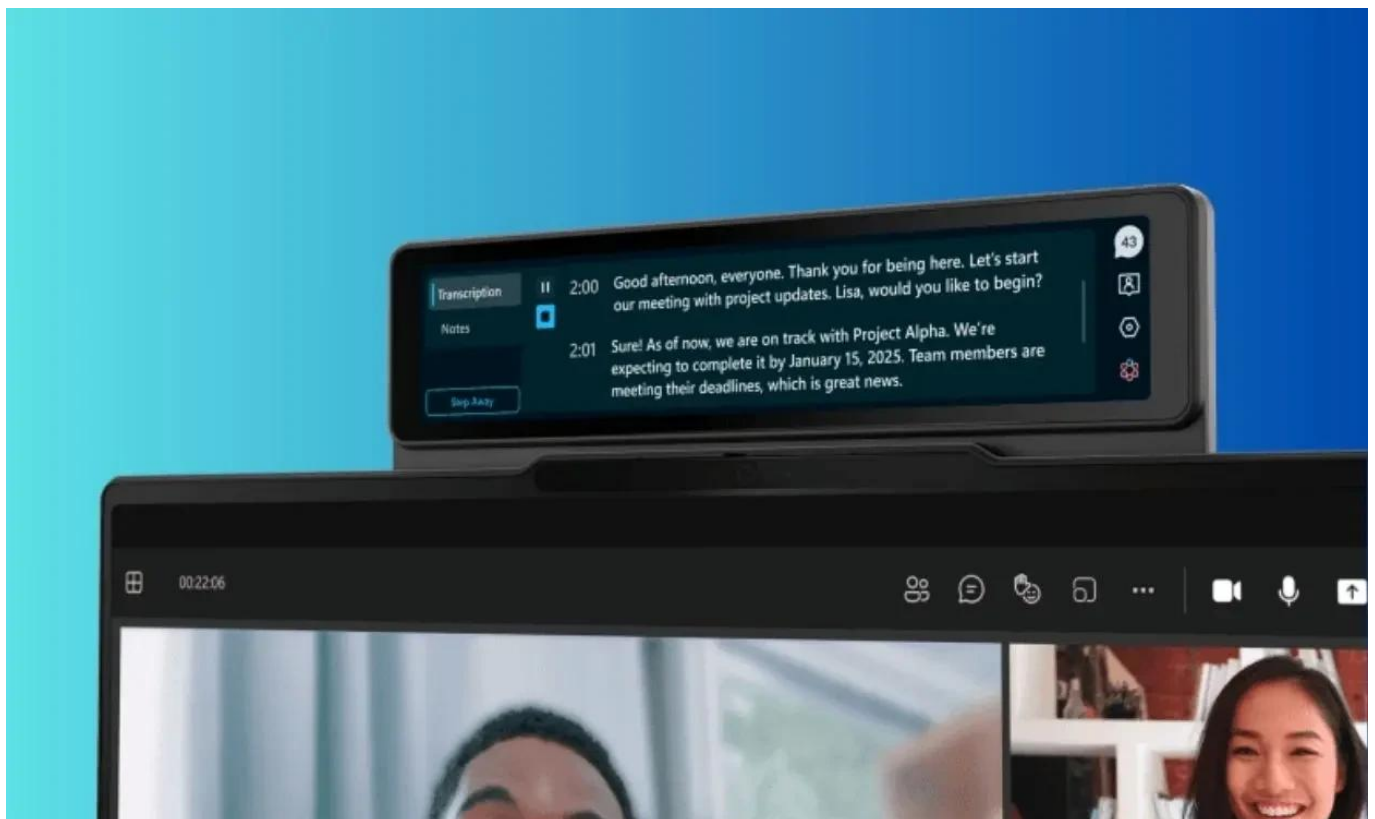 Transcription
Notes
Step Away
2:00 Good afternoon, everyone. Thank you for being here. Let's start
our meeting with project updates. Lisa, would you like to begin?
2:01 Sure! As of now, we are on track with Project Alpha. We're
expecting to complete it by January 15, 2025. Team members are
meeting their deadlines, which is great news.
43
00:22:06